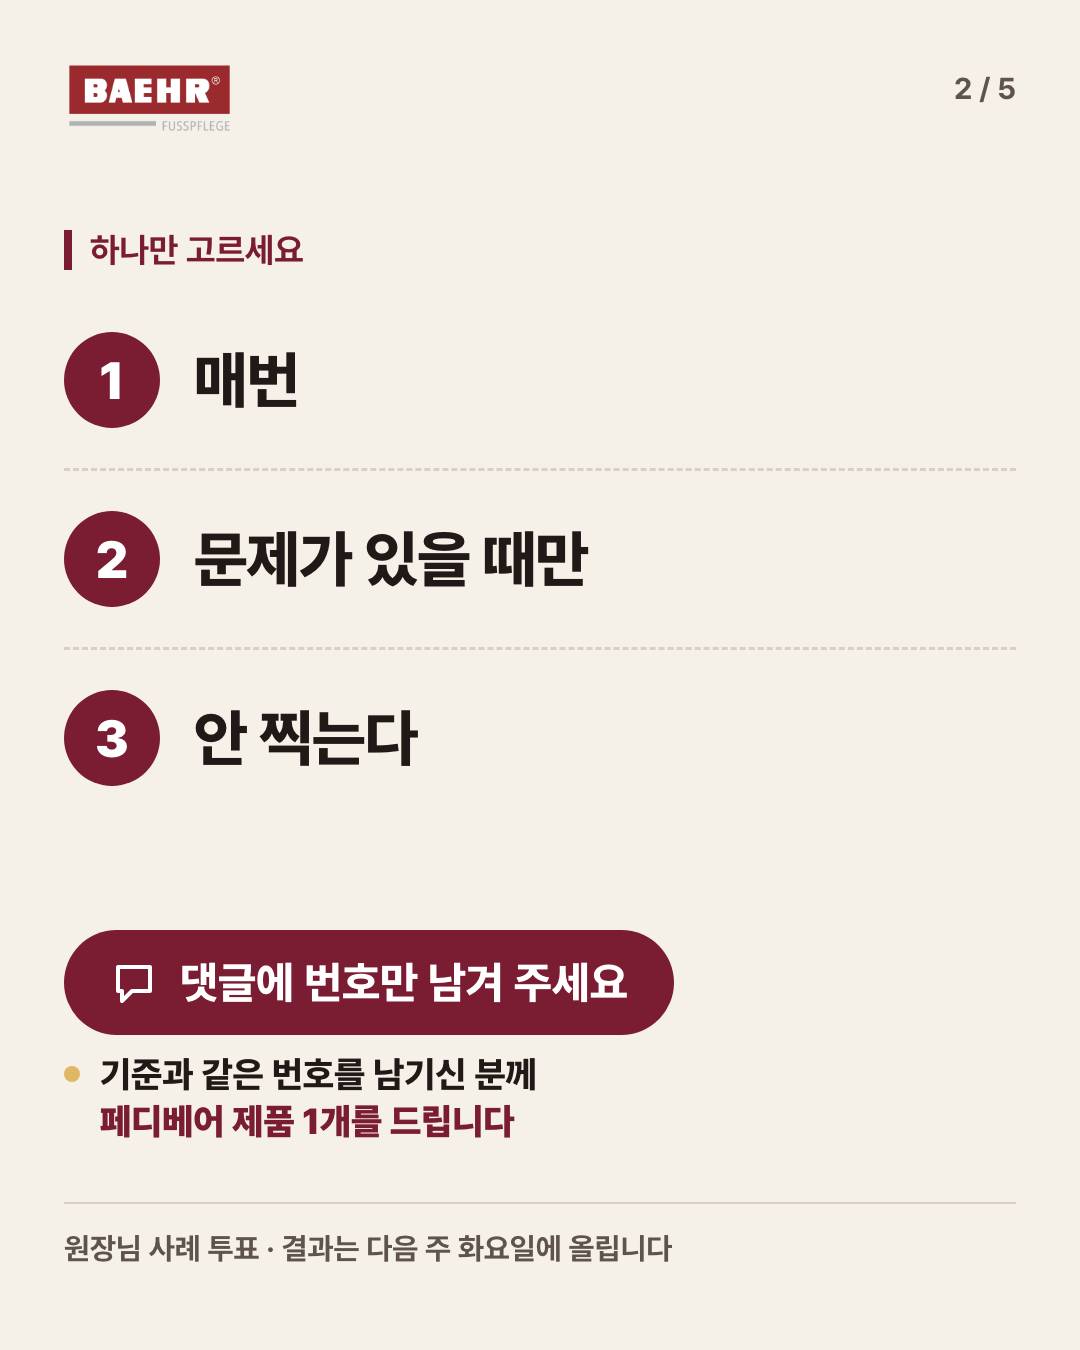 BAEHR®
FUSSPFLEGE
2 / 5
하나만 고르세요
1 매번
2 문제가 있을 때만
3 안 찍는다
댓글에 번호만 남겨 주세요
기준과 같은 번호를 남기신 분께
페디베어 제품 1개를 드립니다
원장님 사례 투표 · 결과는 다음 주 화요일에 올립니다